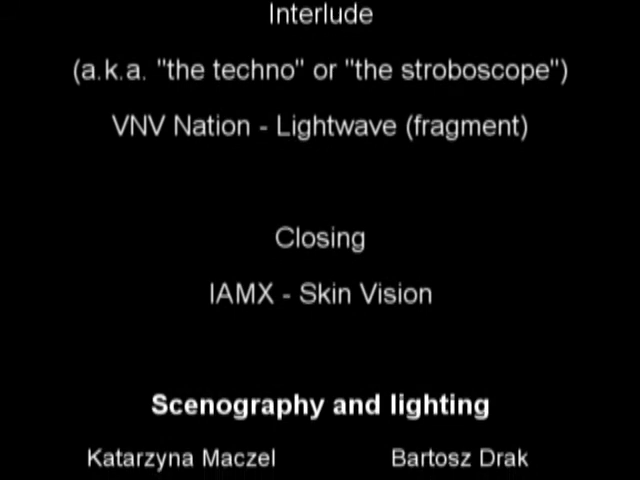 Interlude
(a.k.a. "the techno" or "the stroboscope")
VNV Nation - Lightwave (fragment)
Closing
IAMX - Skin Vision
Scenography and lighting
Katarzyna Maczel Bartosz Drak